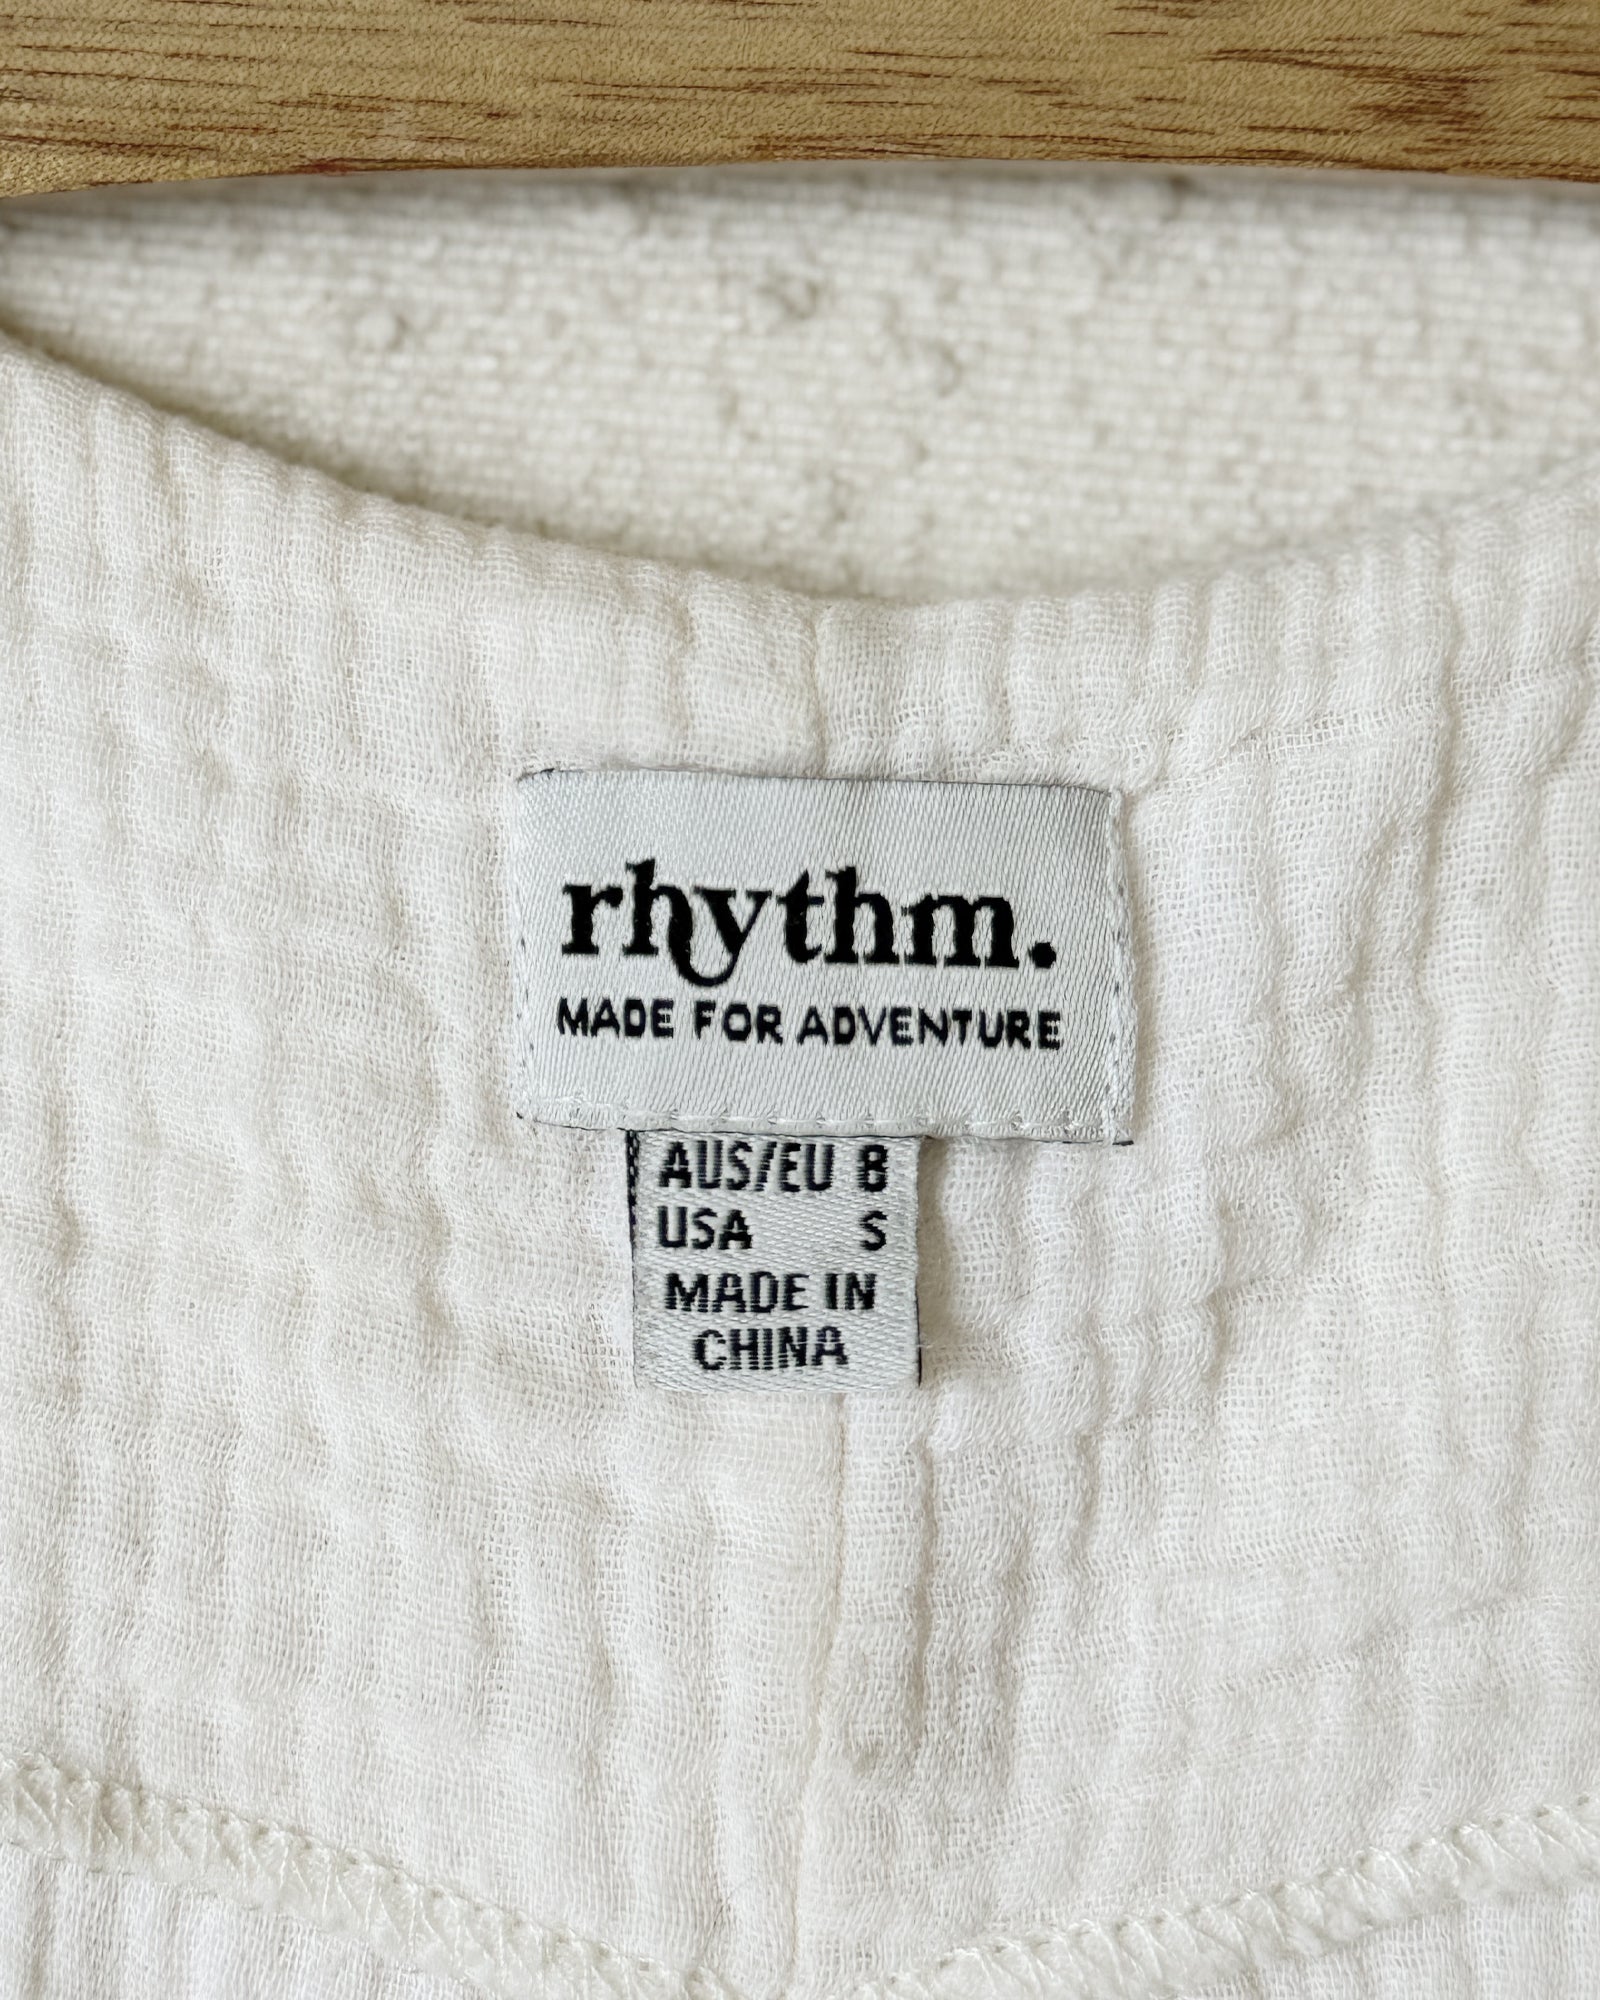 rhythm.
MADE FOR ADVENTURE
AUS/EU 8
USA S
MADE IN
CHINA